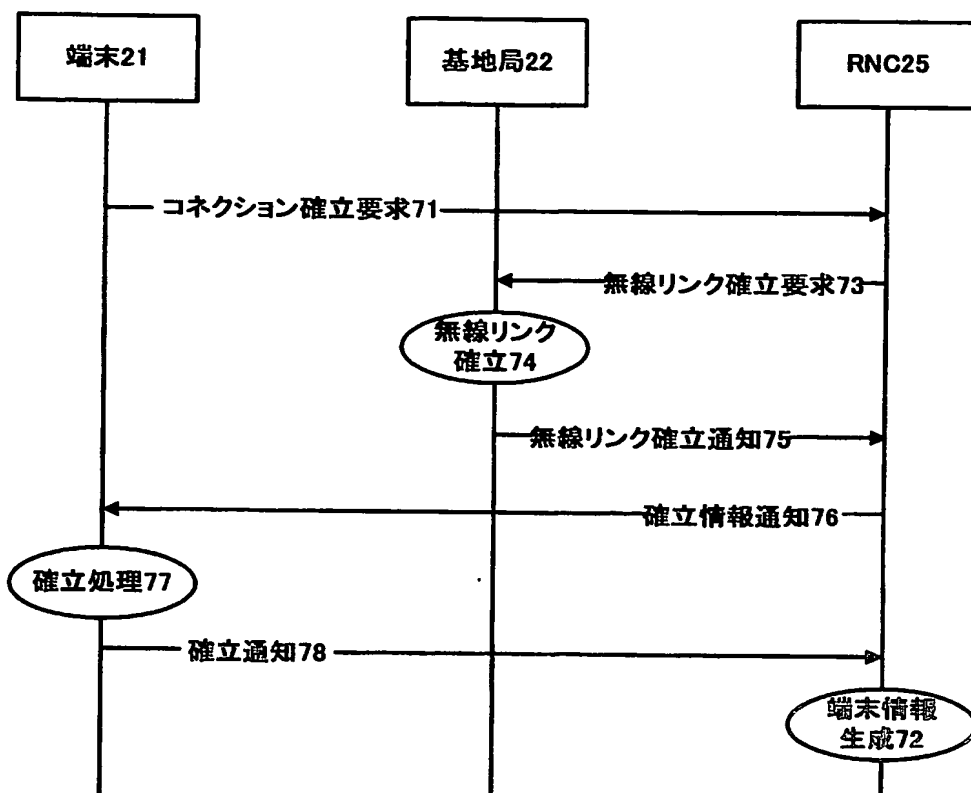 端末21
基地局22
RNC25
コネクション確立要求71
無線リンク確立要求73
無線リンク
確立74
無線リンク確立通知75
確立情報通知76
確立処理77
確立通知78
端末情報
生成72